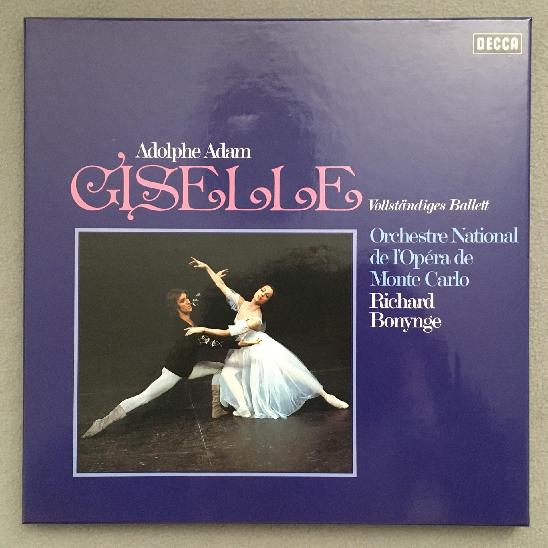 DECCA
Adolphe Adam
GISELLE
Vollständiges Ballett
Orchestre National
de l'Opéra de
Monte Carlo
Richard
Bonynge